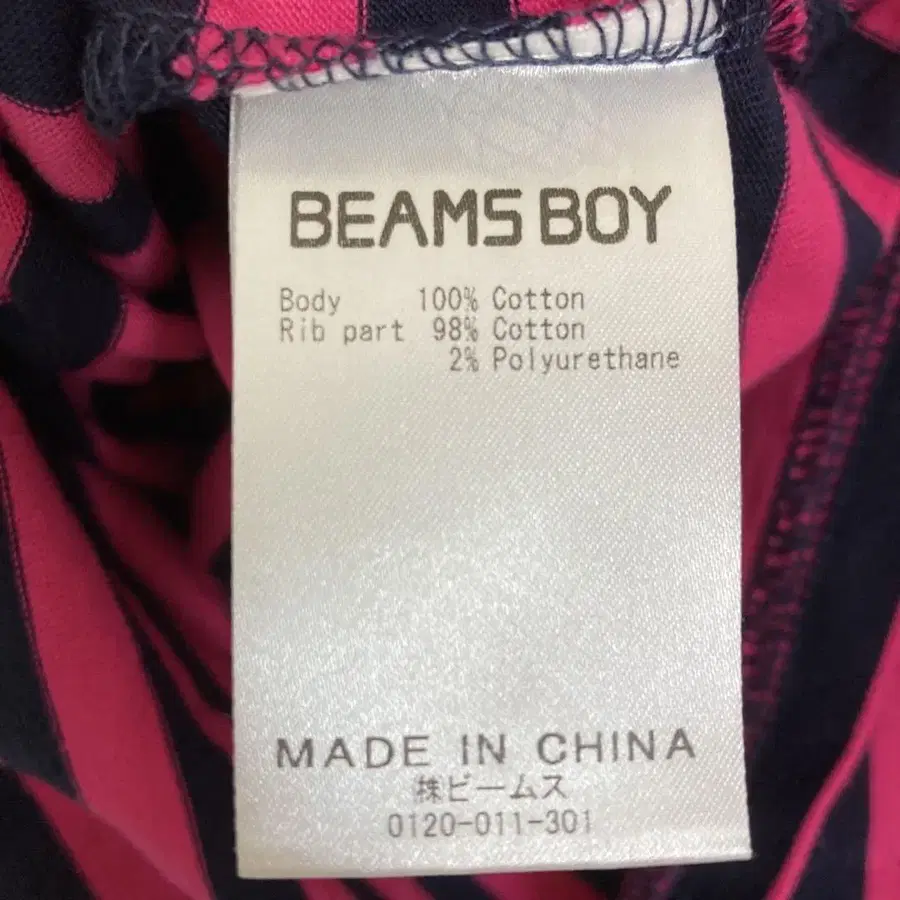 BEAMS BOY
Body 100% Cotton
Rib part 98% Cotton
2% Polyurethane
MADE IN CHINA
㈱ビームス
0120-011-301